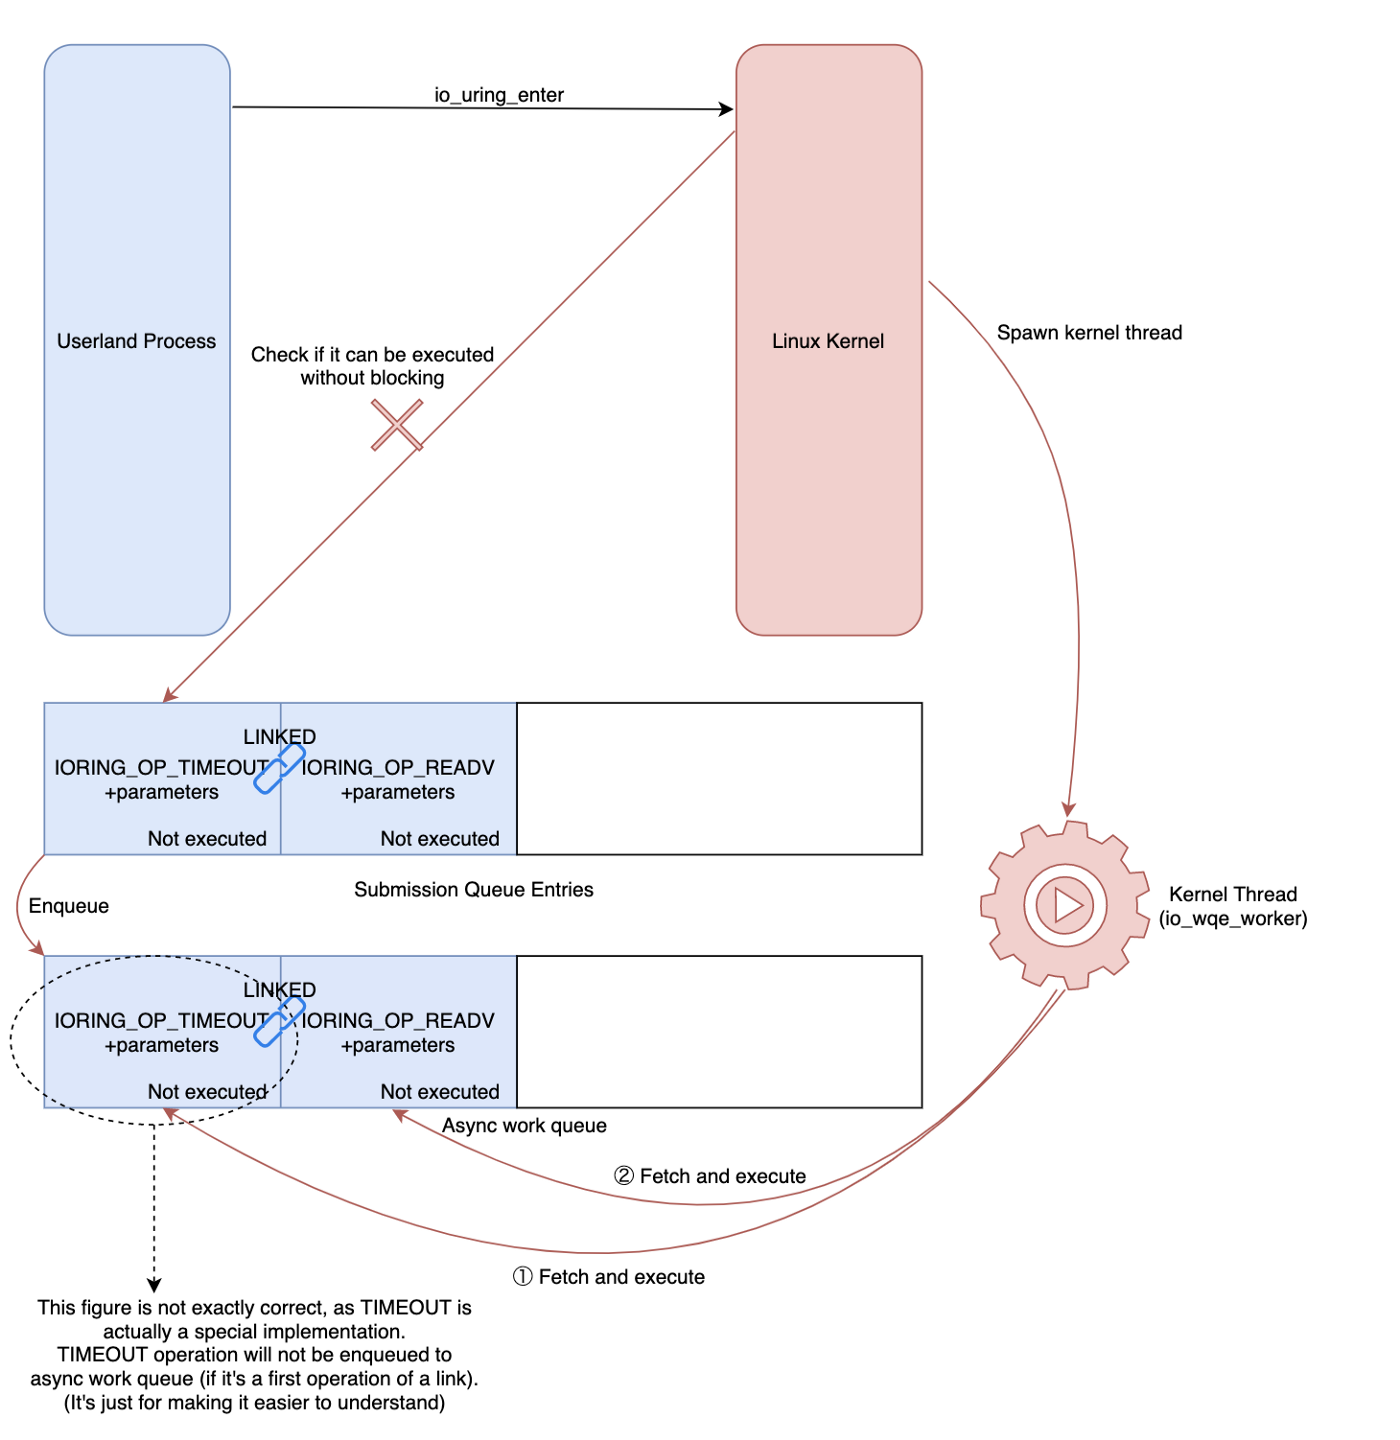 io_uring_enter
Userland Process
Linux Kernel
Spawn kernel thread
Check if it can be executed
without blocking
LINKED
IORING_OP_TIMEOUT
+parameters
Not executed
IORING_OP_READV
+parameters
Not executed
Submission Queue Entries
Enqueue
Kernel Thread
(io_wqe_worker)
LINKED
IORING_OP_TIMEOUT
+parameters
Not executed
IORING_OP_READV
+parameters
Not executed
Async work queue
② Fetch and execute
① Fetch and execute
This figure is not exactly correct, as TIMEOUT is
actually a special implementation.
TIMEOUT operation will not be enqueued to
async work queue (if it's a first operation of a link).
(It's just for making it easier to understand)